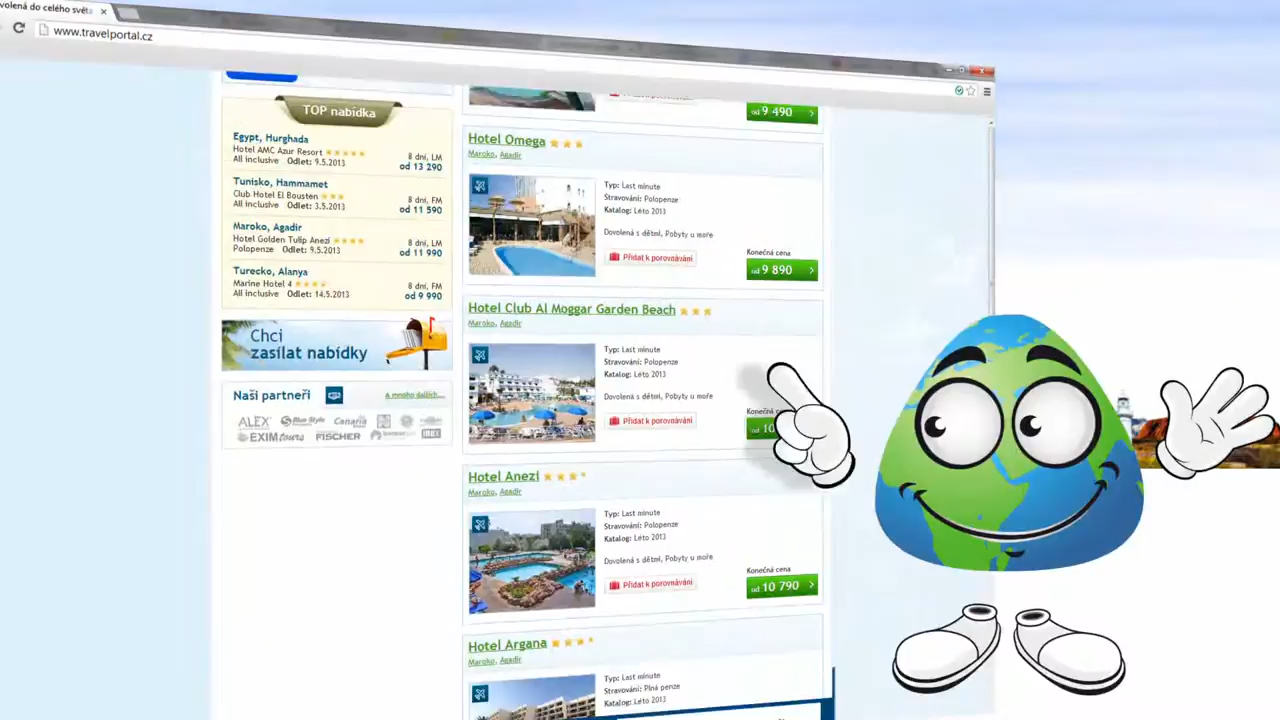 volená do celého světa
www.travelportal.cz
TOP nabídka
Egypt, Hurghada
Hotel AMC Azur Resort
8 dní, LM
All inclusive Odlet: 9.5.2013
od 13 290
Tunisko, Hammamet
Club Hotel El Bousten
8 dní, FM
All inclusive Odlet: 3.5.2013
od 11 590
Maroko, Agadir
Hotel Golden Tulip Anezi
8 dní, LM
Polopenze Odlet: 9.5.2013
od 11 990
Turecko, Alanya
Marine Hotel 4
8 dní, FM
All inclusive Odlet: 14.5.2013
od 9 990
Chci
zasílat nabídky
Naši partneři
A mnoho dalších...
ALEX Blue Style Canaria
EXIM tours FISCHER
od 9 490
Hotel Omega
Maroko, Agadir
Typ: Last minute
Stravování: Polopenze
Katalog: Léto 2013
Dovolená s dětmi, Pobyty u moře
Přidat k porovnávání
Konečná cena
od 9 890
Hotel Club Al Moggar Garden Beach
Maroko, Agadir
Typ: Last minute
Stravování: Polopenze
Katalog: Léto 2013
Dovolená s dětmi, Pobyty u moře
Přidat k porovnávání
Konečná
od 10
Hotel Anezi
Maroko, Agadir
Typ: Last minute
Stravování: Polopenze
Katalog: Léto 2013
Dovolená s dětmi, Pobyty u moře
Přidat k porovnávání
Konečná cena
od 10 790
Hotel Argana
Maroko, Agadir
Typ: Last minute
Stravování: Plná penze
Katalog: Léto 2013